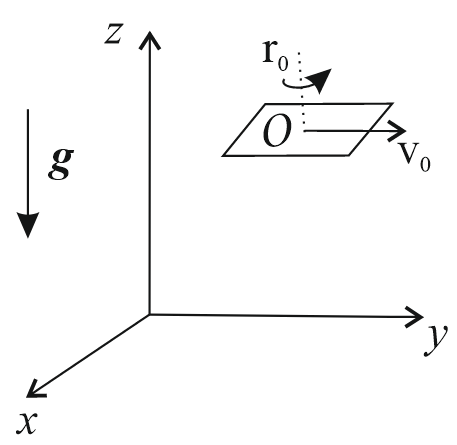 z
r₀
O
v₀
g
y
x